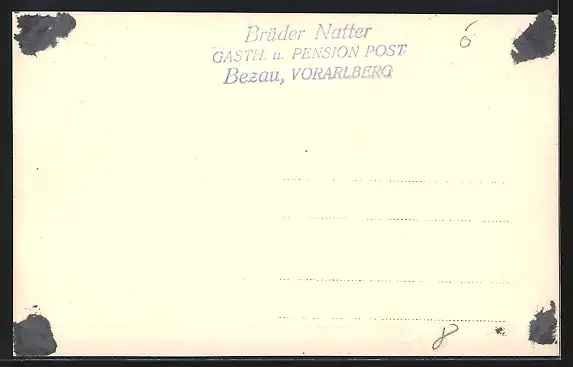 Brüder Natter
GASTH. u. PENSION POST
Bezau, VORARLBERG
6
8